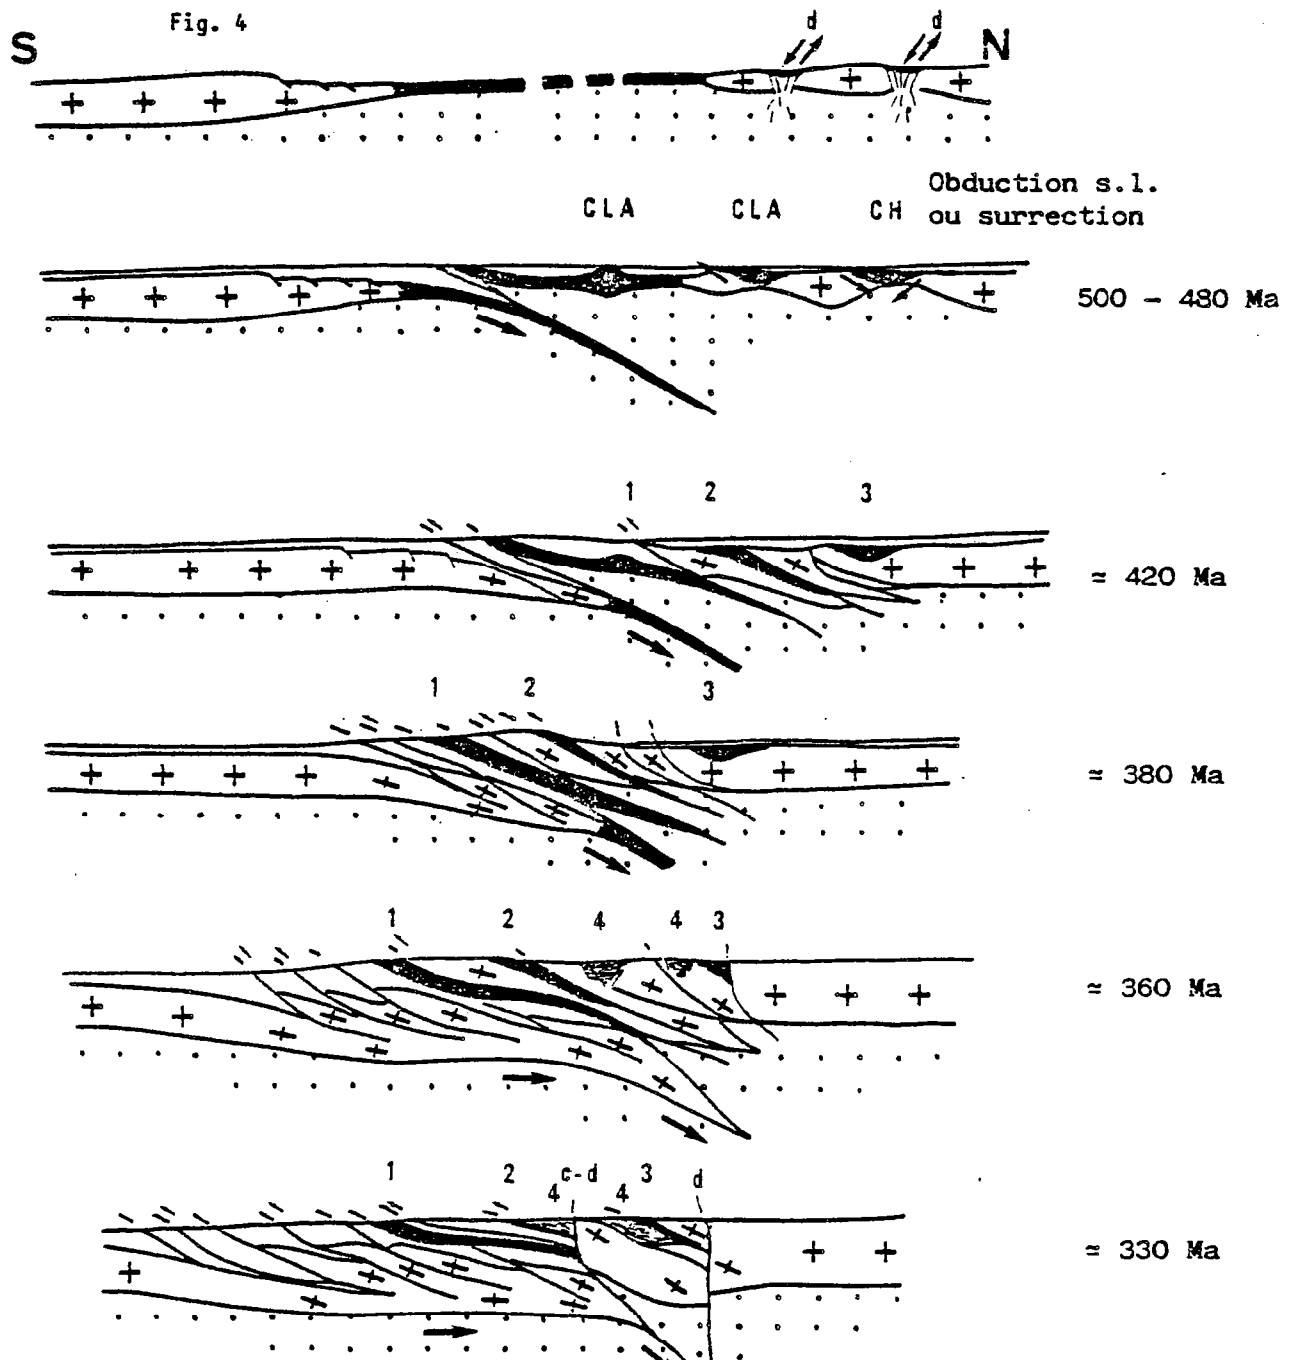 Fig. 4
S
d
d
N
CLA
CLA
CH
Obduction s.l.
ou surrection
500 – 480 Ma
1
2
3
≃ 420 Ma
1
2
3
≃ 380 Ma
1
2
4
4
3
≃ 360 Ma
1
2
c-d
4
4
3
d
≃ 330 Ma